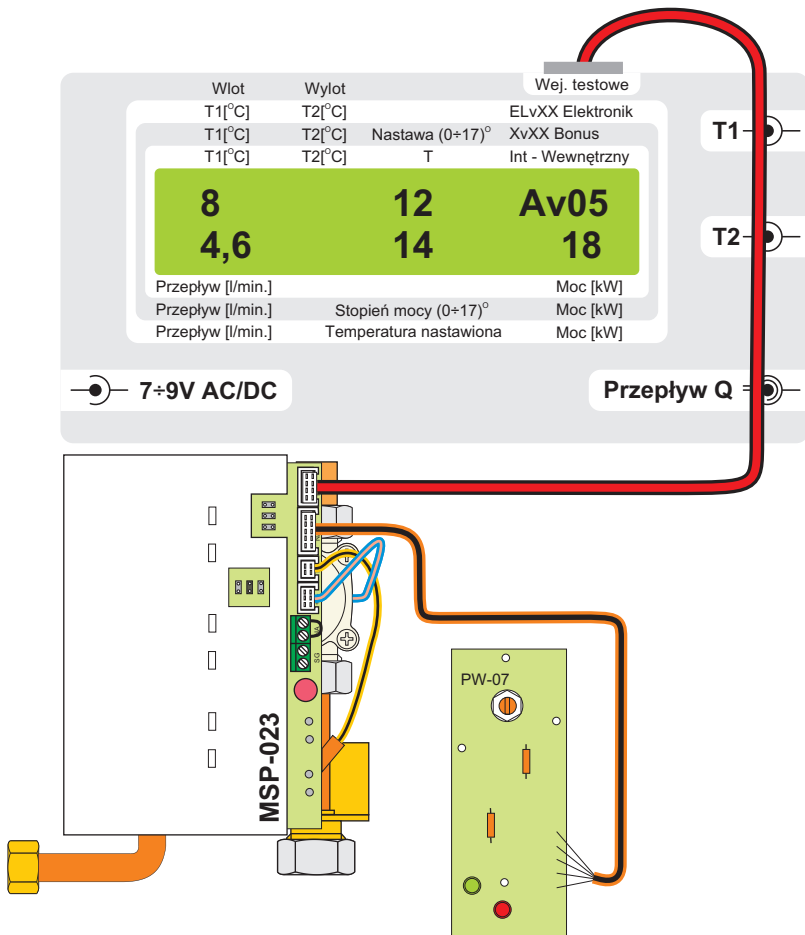 Wlot Wylot Wej. testowe
T1[°C] T2[°C] ELvXX Elektronik
T1[°C] T2[°C] Nastawa (0÷17)° XvXX Bonus
T1[°C] T2[°C] T Int - Wewnętrzny
8 12 Av05
4,6 14 18
Przepływ [l/min.] Moc [kW]
Przepływ [l/min.] Stopień mocy (0÷17)° Moc [kW]
Przepływ [l/min.] Temperatura nastawiona Moc [kW]
T1
T2
7÷9V AC/DC Przepływ Q
SG
MSP-023
PW-07